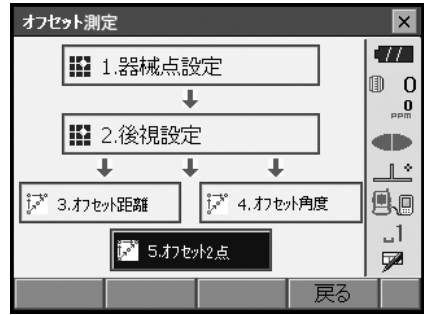 オフセット測定
1.器械点設定
2.後視設定
3.オフセット距離
4.オフセット角度
5.オフセット2点
0
0
PPM
1
戻る